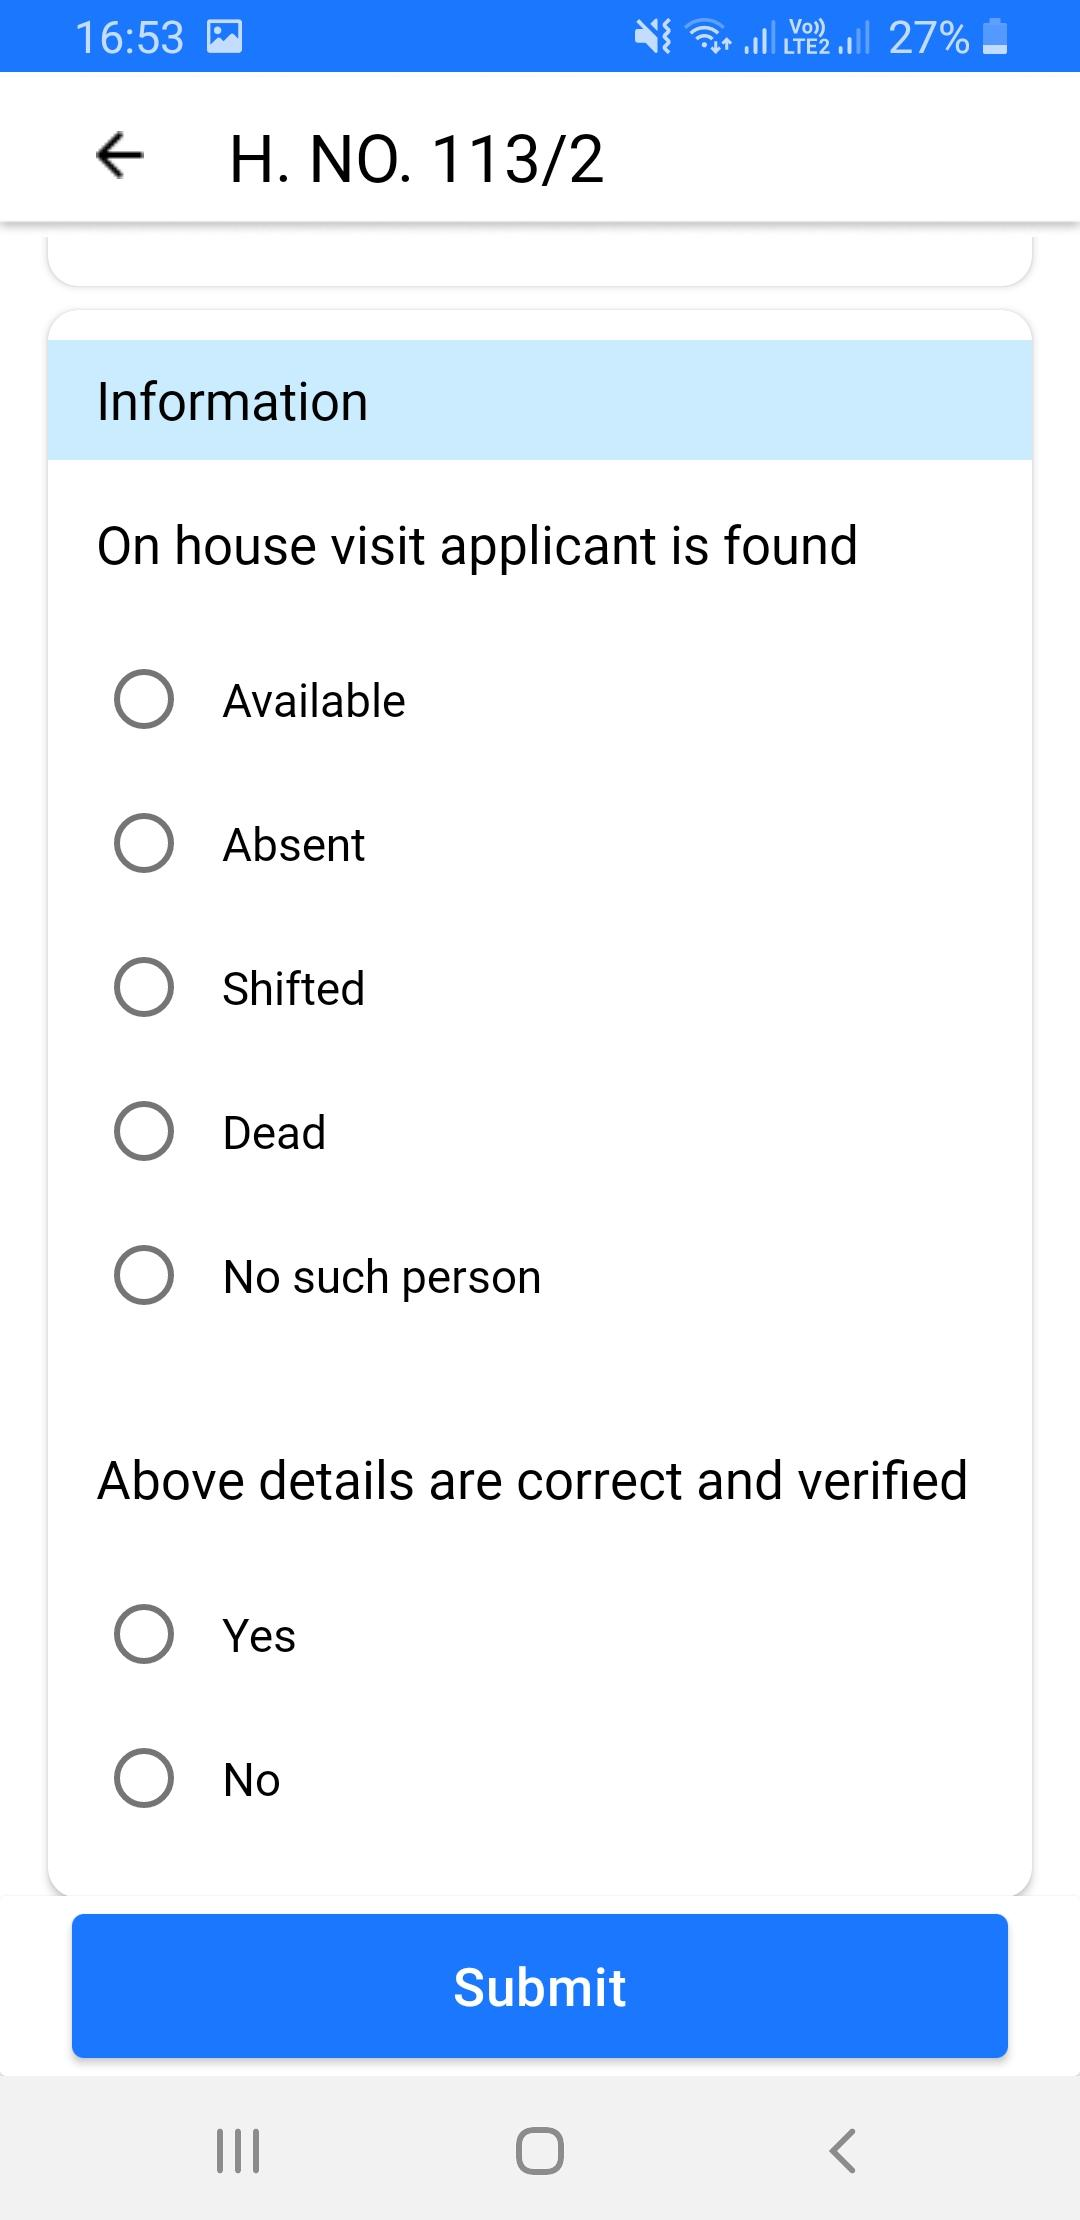 16:53 Vo)) LTE2 27%
H. NO. 113/2
Information
On house visit applicant is found
Available
Absent
Shifted
Dead
No such person
Above details are correct and verified
Yes
No
Submit